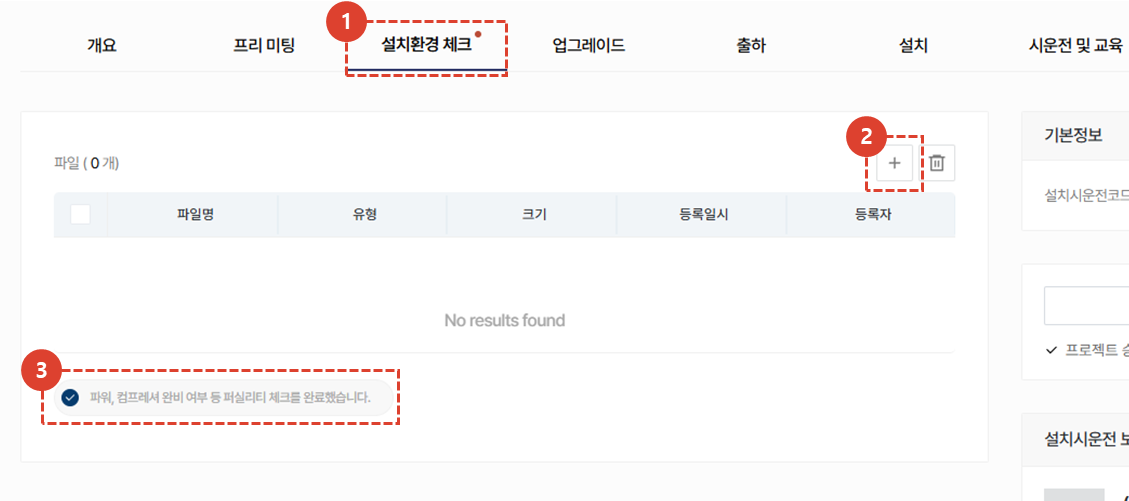 1
개요 프리 미팅 설치환경 체크 업그레이드 출하 설치 시운전 및 교육
2
파일 ( 0 개)
파일명 유형 크기 등록일시 등록자
No results found
3
파워, 컴프레셔 완비 여부 등 퍼실리티 체크를 완료했습니다.
기본정보
설치시운전코드
프로젝트
설치시운전 보